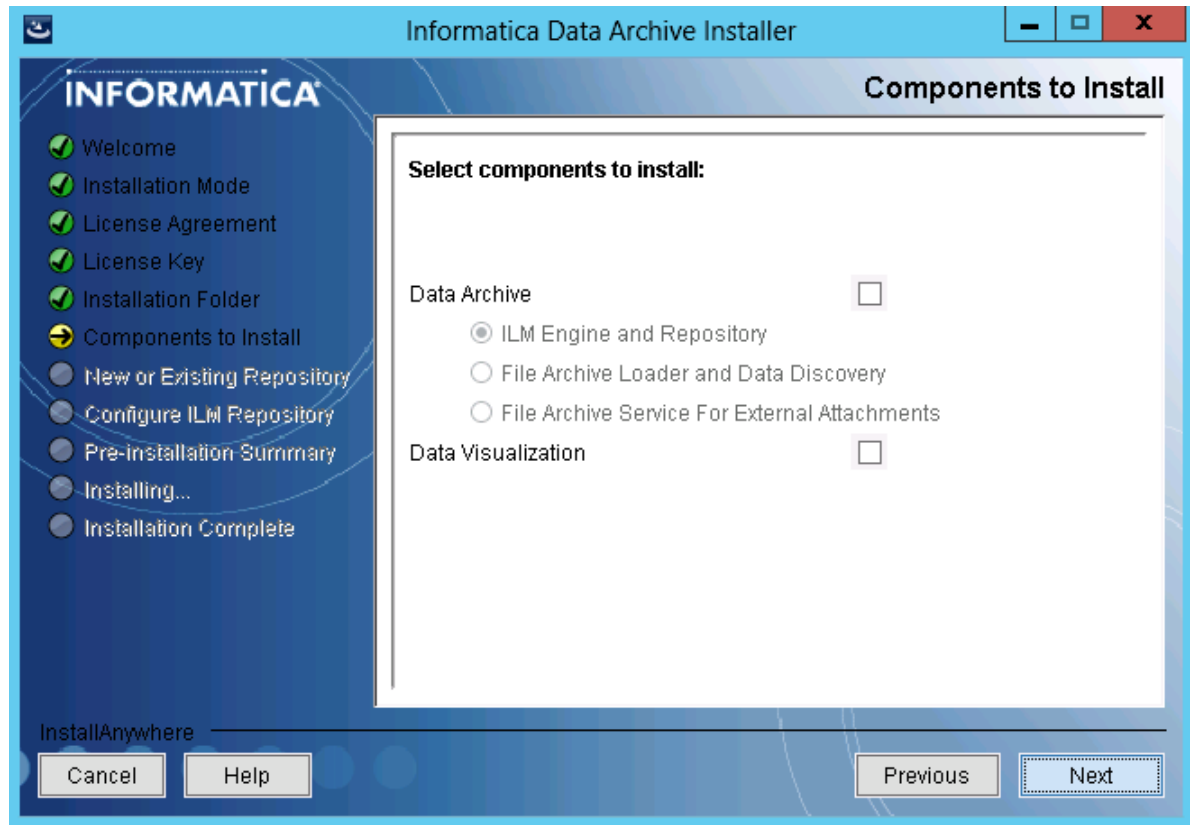 Informatica Data Archive Installer
INFORMATICA
Components to Install
Welcome
Installation Mode
License Agreement
License Key
Installation Folder
Components to Install
New or Existing Repository
Configure ILM Repository
Pre-installation Summary
Installing...
Installation Complete
Select components to install:
Data Archive
ILM Engine and Repository
File Archive Loader and Data Discovery
File Archive Service For External Attachments
Data Visualization
InstallAnywhere
Cancel
Help
Previous
Next